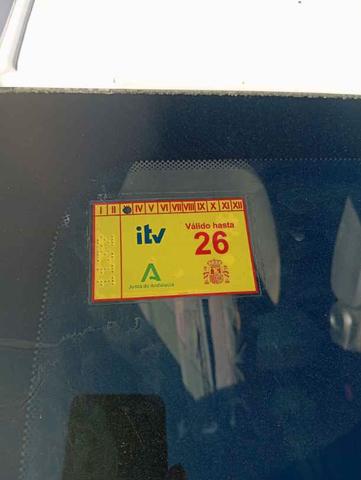 I II IV V VI VII VIII IX X XI XII
itv
Válido hasta
26
Junta de Andalucía